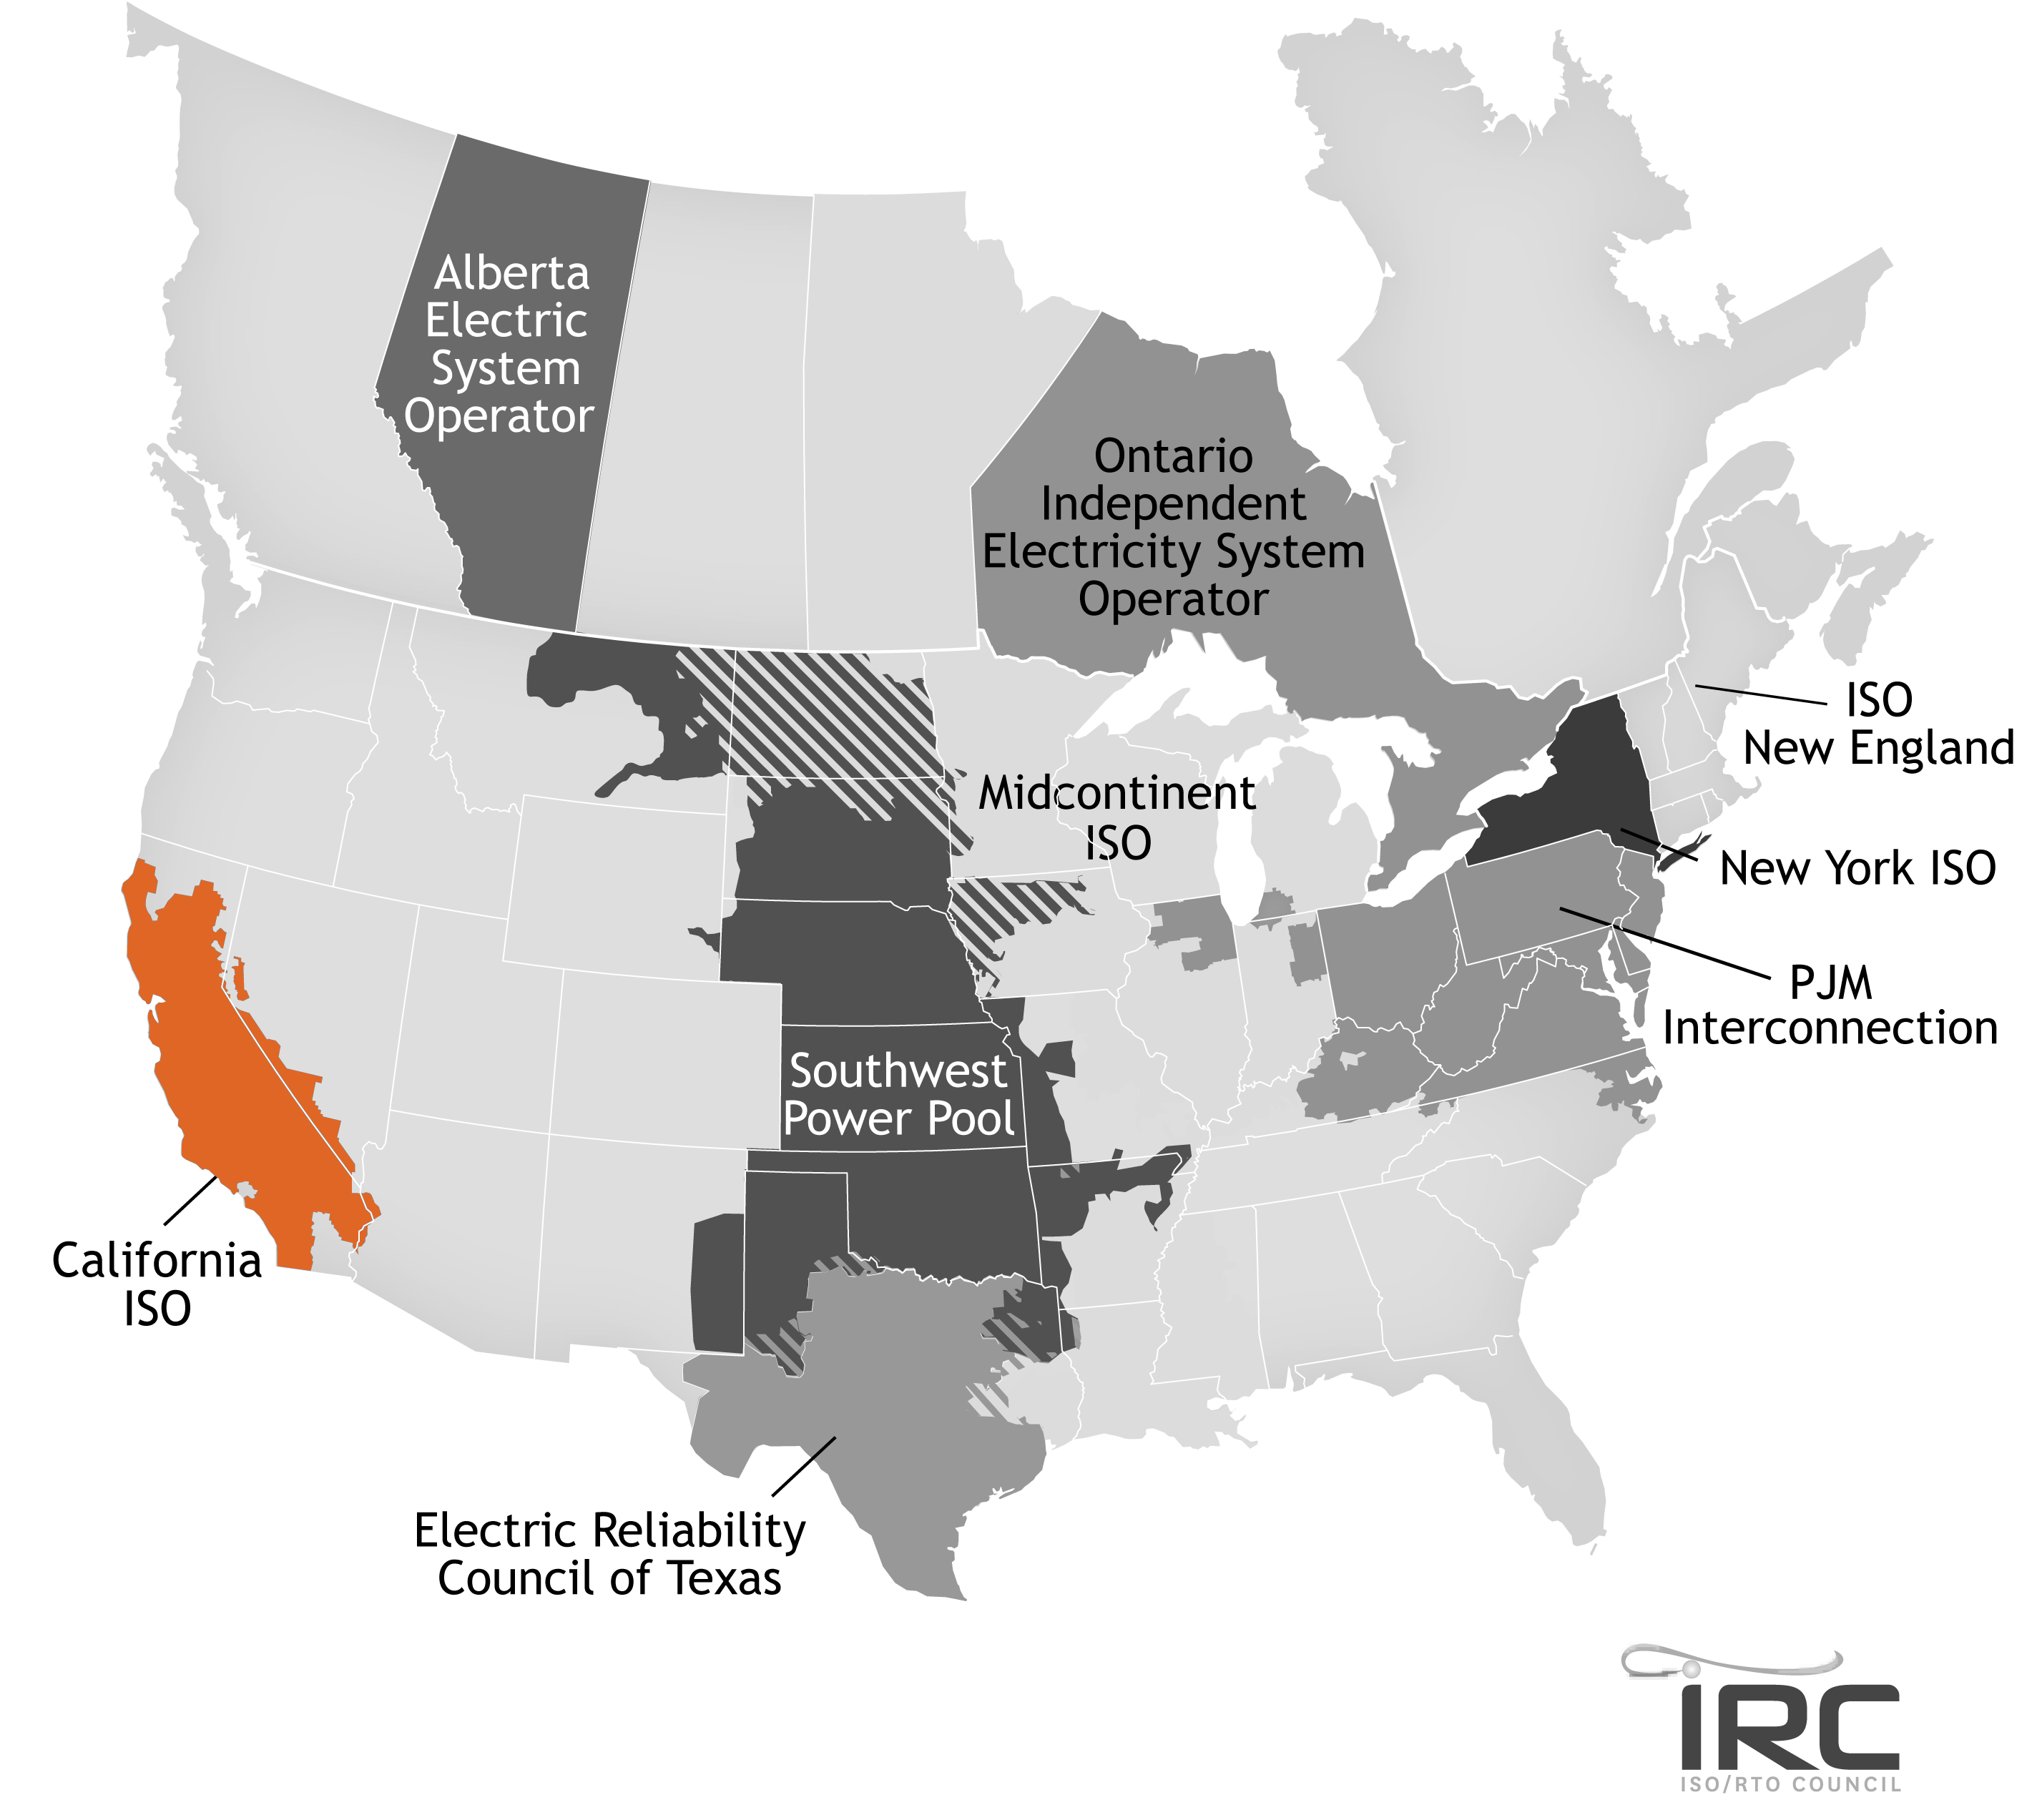 Alberta
Electric
System
Operator
Ontario
Independent
Electricity System
Operator
ISO
New England
Midcontinent
ISO
New York ISO
PJM
Interconnection
Southwest
Power Pool
California
ISO
Electric Reliability
Council of Texas
iRC
ISO/RTO COUNCIL